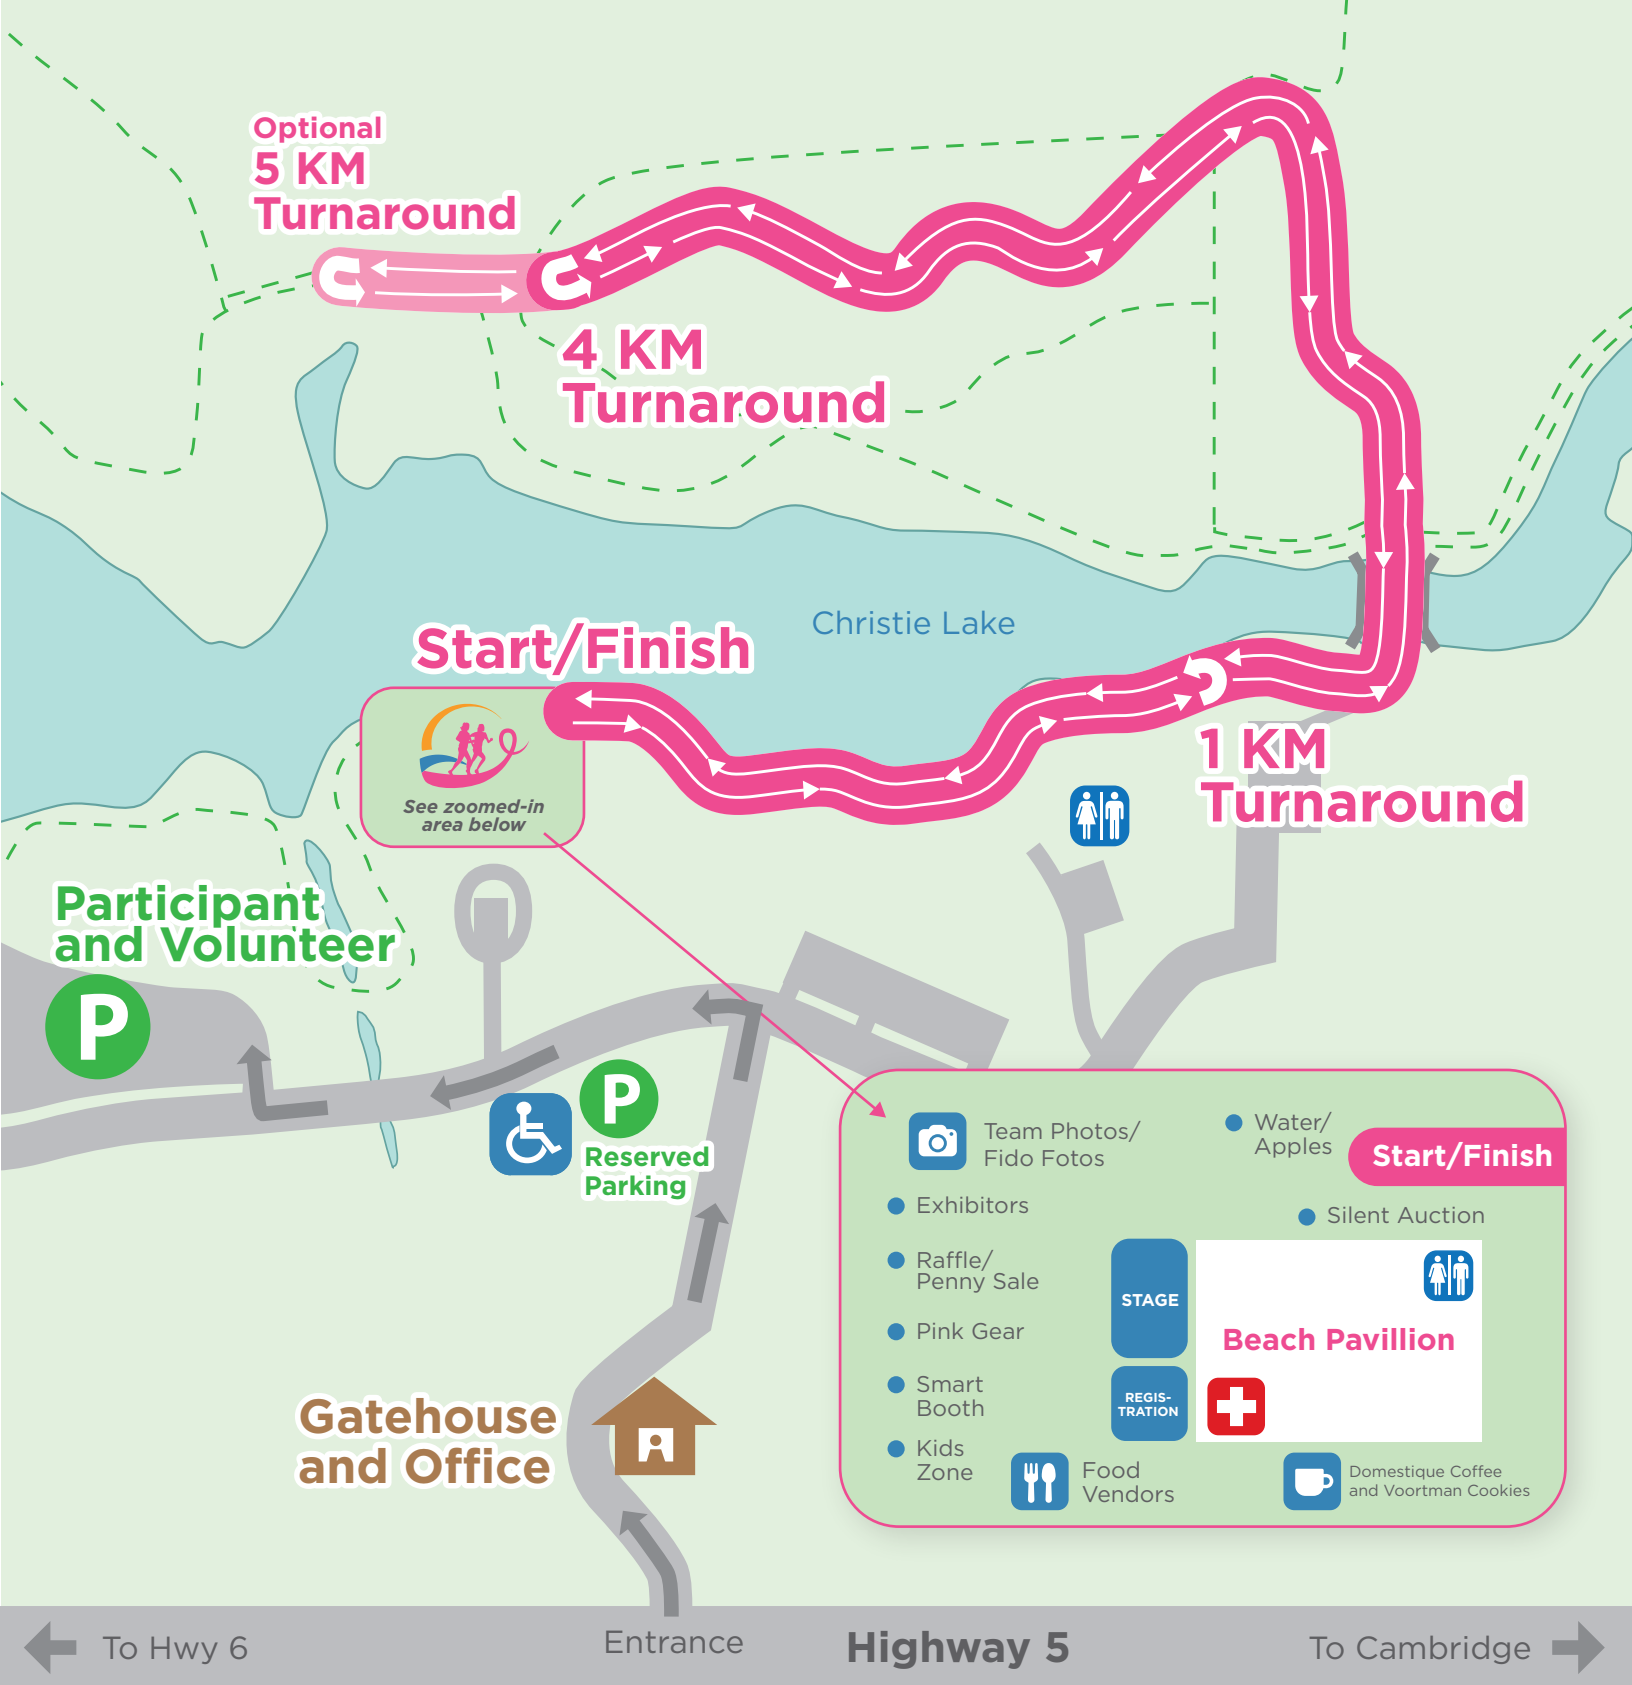 Optional
5 KM
Turnaround
4 KM
Turnaround
Christie Lake
Start/Finish
See zoomed-in
area below
1 KM
Turnaround
Participant
and Volunteer
P
P
Reserved
Parking
Team Photos/
Fido Fotos
Water/
Apples
Start/Finish
Exhibitors
Silent Auction
Raffle/
Penny Sale
STAGE
Pink Gear
Beach Pavillion
Smart
Booth
REGIS-
TRATION
Kids
Zone
Food
Vendors
Domestique Coffee
and Voortman Cookies
Gatehouse
and Office
To Hwy 6
Entrance
Highway 5
To Cambridge